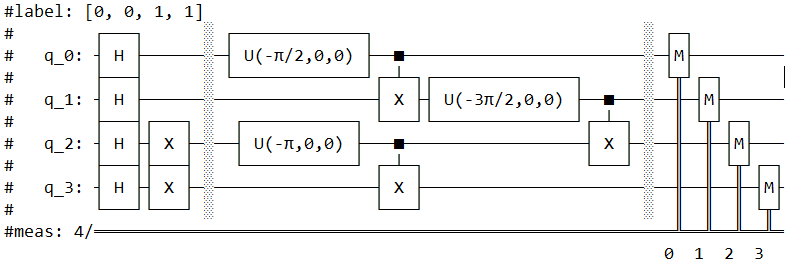 #label: [0, 0, 1, 1]
#
# q_0: H U(-π/2,0,0) ■ M
#
# q_1: H X U(-3π/2,0,0) ■ M
#
# q_2: H X U(-π,0,0) ■ X M
#
# q_3: H X X M
#
#meas: 4/
0 1 2 3